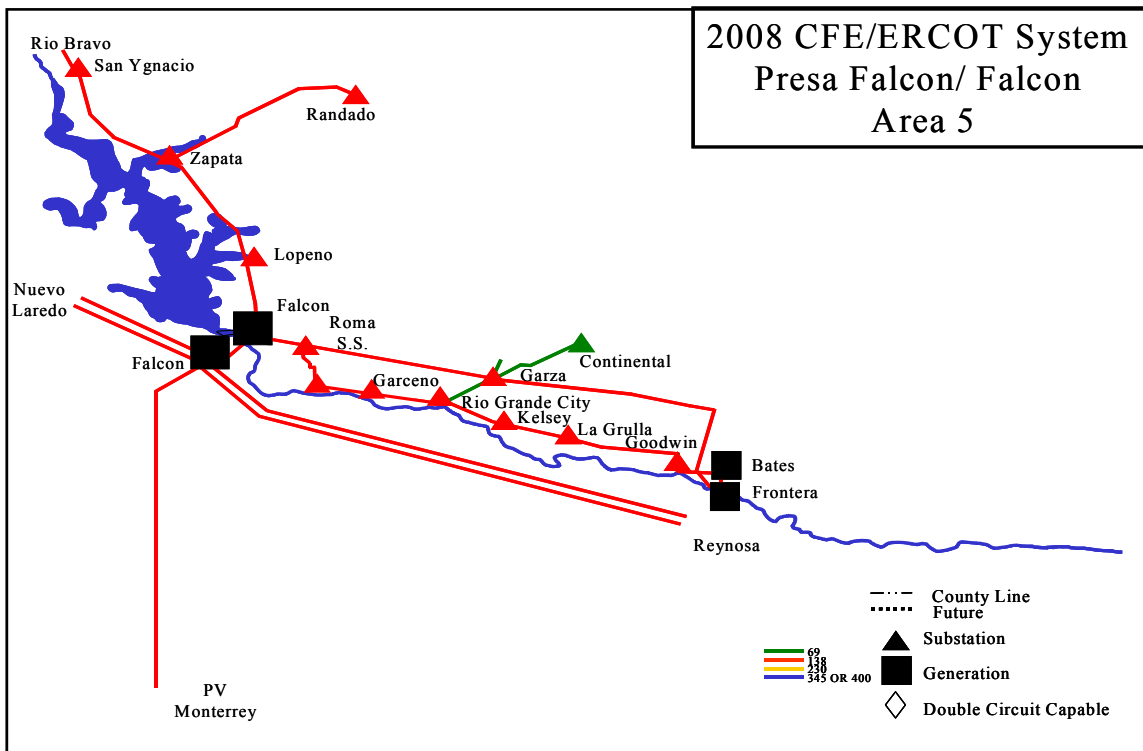 2008 CFE/ERCOT System
Presa Falcon/ Falcon
Area 5
Rio Bravo
San Ygnacio
Randado
Zapata
Lopeno
Nuevo
Laredo
Falcon
Roma
S.S.
Falcon
Continental
Garza
Garceno
Rio Grande City
Kelsey
La Grulla
Goodwin
Bates
Frontera
Reynosa
PV
Monterrey
County Line
Future
Substation
Generation
Double Circuit Capable
69
138
230
345 OR 400